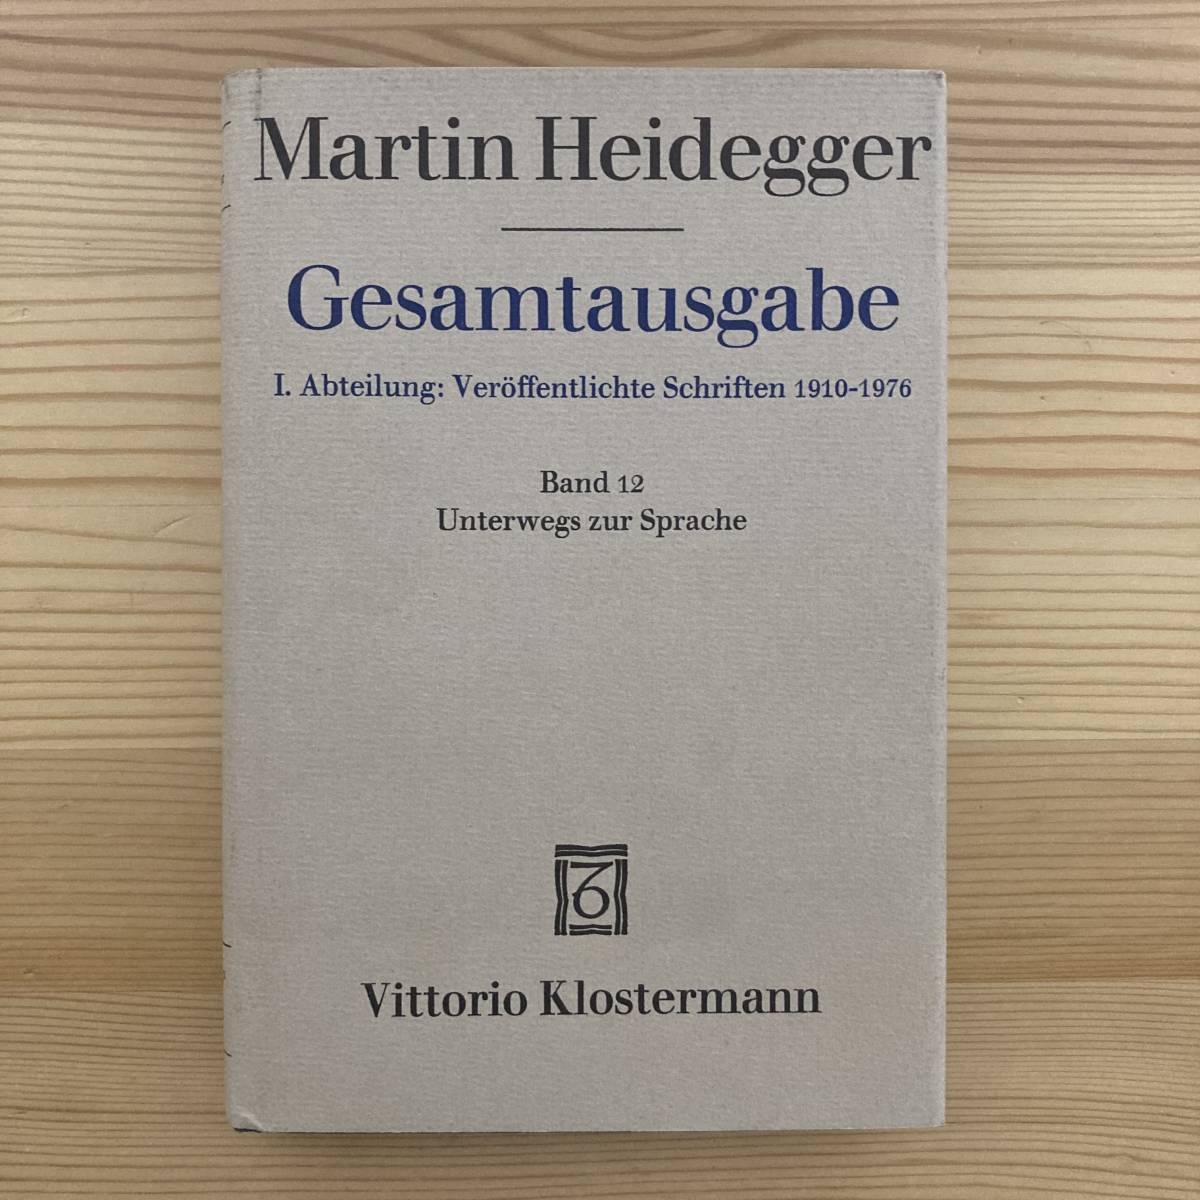 Martin Heidegger
Gesamtausgabe
I. Abteilung: Veröffentlichte Schriften 1910-1976
Band 12
Unterwegs zur Sprache
Vittorio Klostermann